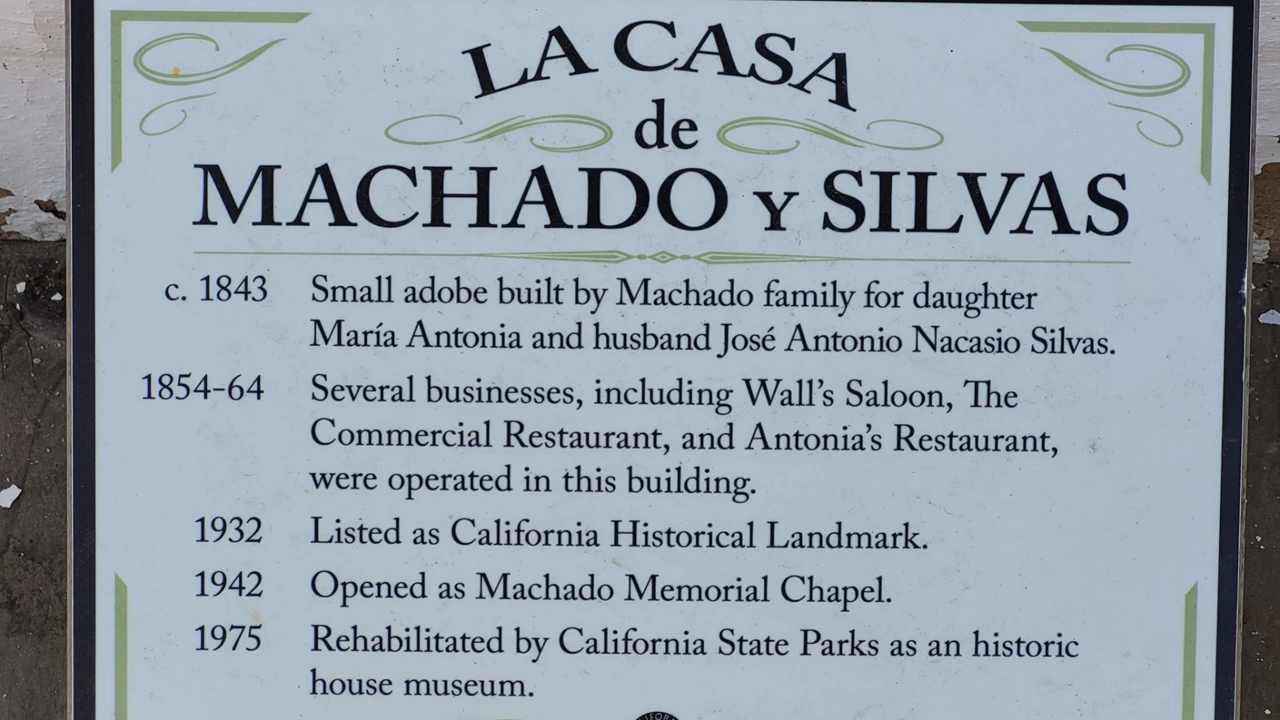 LA CASA
de
MACHADO Y SILVAS
c. 1843 Small adobe built by Machado family for daughter
María Antonia and husband José Antonio Nacasio Silvas.
1854-64 Several businesses, including Wall's Saloon, The
Commercial Restaurant, and Antonia's Restaurant,
were operated in this building.
1932 Listed as California Historical Landmark.
1942 Opened as Machado Memorial Chapel.
1975 Rehabilitated by California State Parks as an historic
house museum.